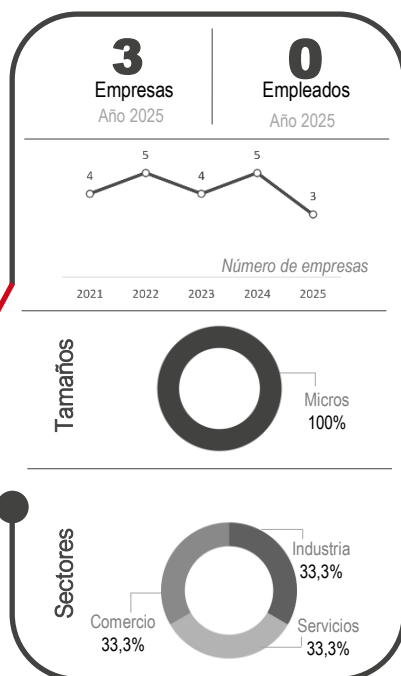 3
Empresas
Año 2025
0
Empleados
Año 2025
4
5
4
5
3
Número de empresas
2021 2022 2023 2024 2025
Tamaños
Micros
100%
Sectores
Industria
33,3%
Comercio
33,3%
Servicios
33,3%